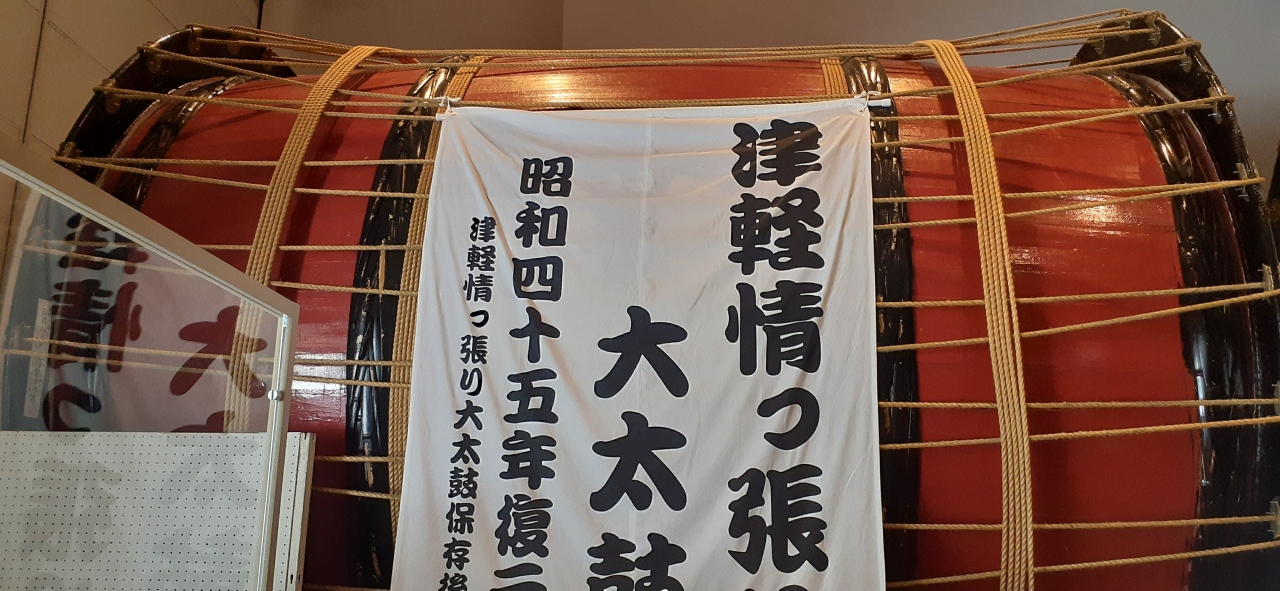 津軽情っ張
大太鼓
昭和四十五年復
津軽情っ張り大太鼓保存